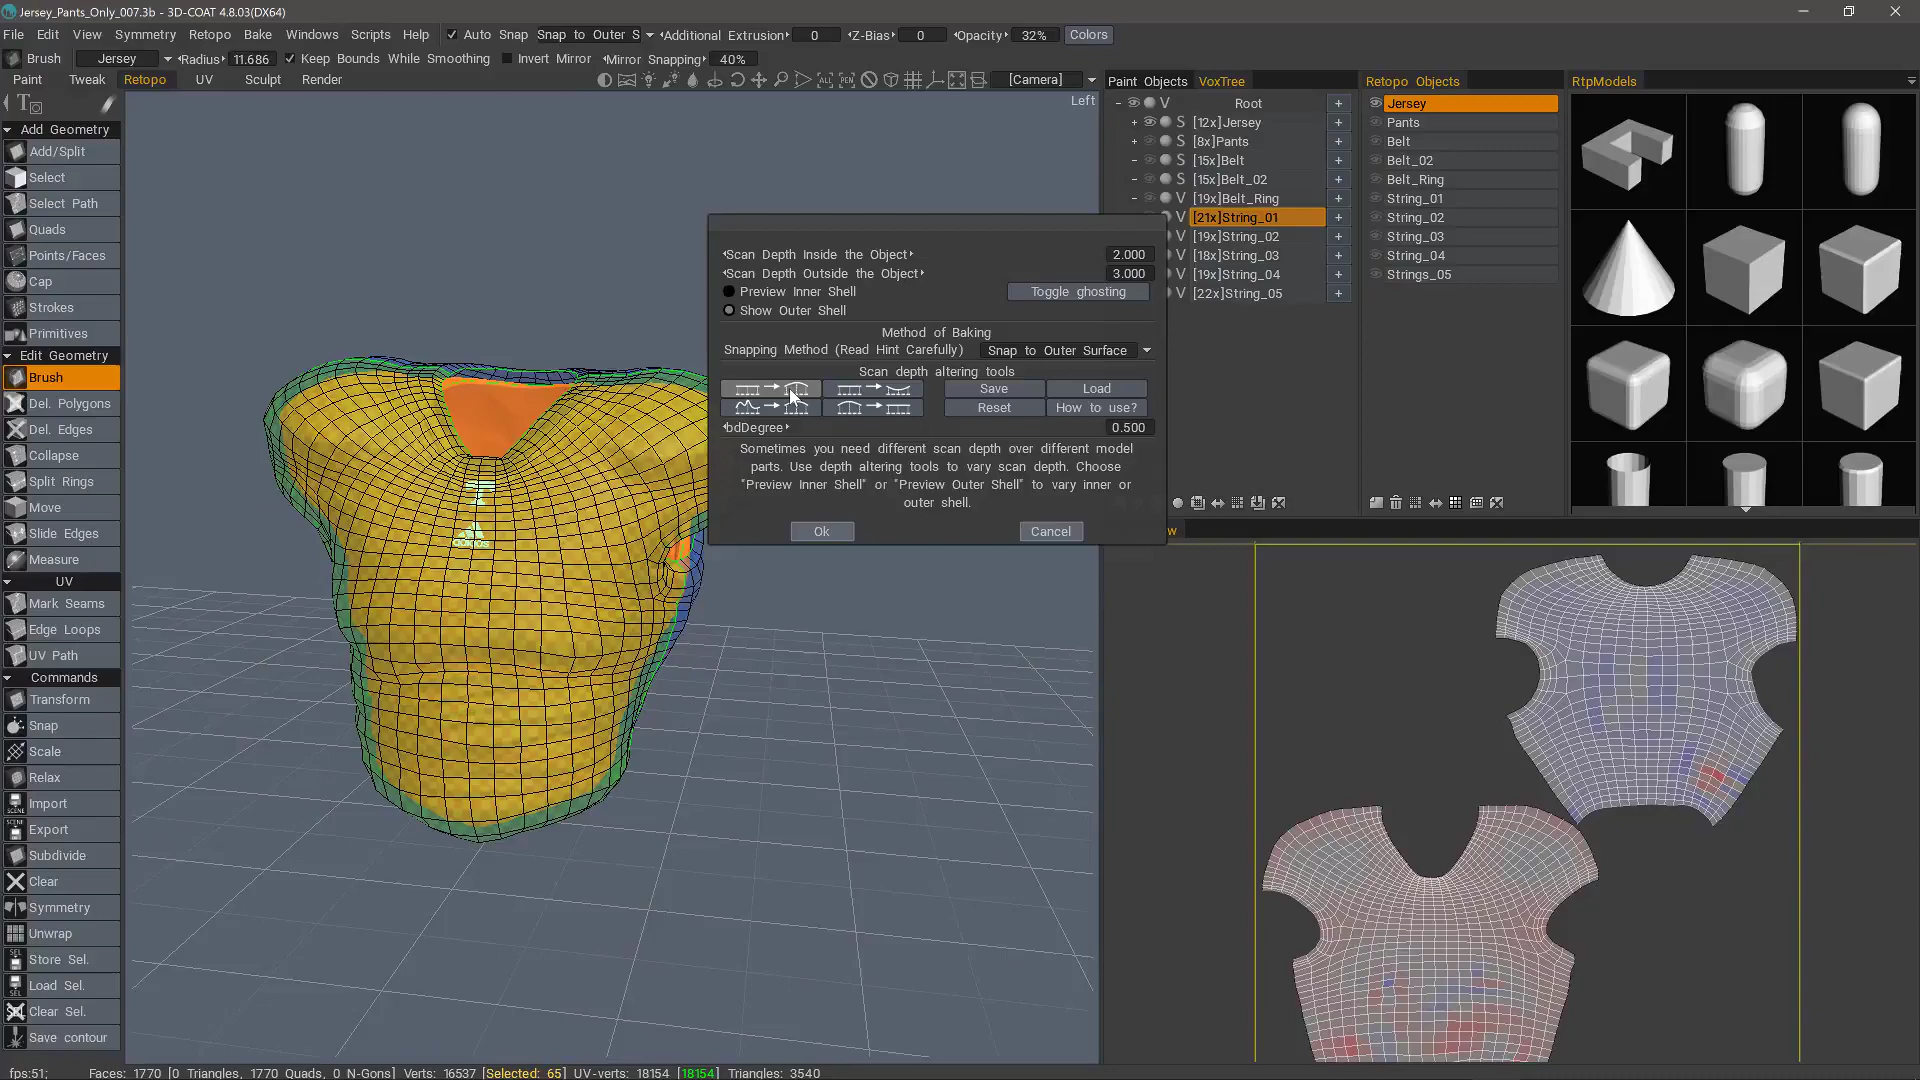 Jersey_Pants_Only_007.3b - 3D-COAT 4.8.03(DX64)
File Edit View Symmetry Retopo Bake Windows Scripts Help Auto Snap Snap to Outer S Additional Extrusion 0 Z-Bias 0 Opacity 32% Colors
Brush Jersey Radius 11.686 Keep Bounds While Smoothing Invert Mirror Mirror Snapping 40%
Paint Tweak Retopo UV Sculpt Render [Camera]
Left
Add Geometry
Add/Split
Select
Select Path
Quads
Points/Faces
Cap
Strokes
Primitives
Edit Geometry
Brush
Del. Polygons
Del. Edges
Collapse
Split Rings
Move
Slide Edges
Measure
UV
Mark Seams
Edge Loops
UV Path
Commands
Transform
Snap
Scale
Relax
Import
Export
Subdivide
Clear
Symmetry
Unwrap
Store Sel.
Load Sel.
Clear Sel.
Save contour
Scan Depth Inside the Object 2.000
Scan Depth Outside the Object 3.000
Preview Inner Shell Toggle ghosting
Show Outer Shell
Method of Baking
Snapping Method (Read Hint Carefully) Snap to Outer Surface
Scan depth altering tools
Save Load
Reset How to use?
bdDegree 0.500
Sometimes you need different scan depth over different model
parts. Use depth altering tools to vary scan depth. Choose
"Preview Inner Shell" or "Preview Outer Shell" to vary inner or
outer shell.
Ok Cancel
Paint Objects VoxTree
V Root +
+ S [12x]Jersey +
+ S [8x]Pants +
S [15x]Belt +
S [15x]Belt_02 +
V [19x]Belt_Ring +
V [21x]String_01 +
V [19x]String_02 +
V [18x]String_03 +
V [19x]String_04 +
V [22x]String_05 +
Retopo Objects
Jersey
Pants
Belt
Belt_02
Belt_Ring
String_01
String_02
String_03
String_04
Strings_05
RtpModels
w
fps:51; Faces: 1770 [0 Triangles, 1770 Quads, 0 N-Gons] Verts: 16537 [Selected: 65] UV-verts: 18154 [18154] Triangles: 3540